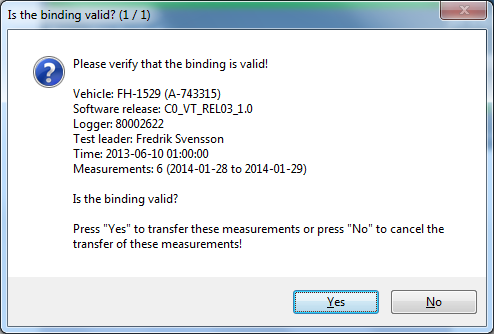 Is the binding valid? (1 / 1)
Please verify that the binding is valid!
Vehicle: FH-1529 (A-743315)
Software release: C0_VT_REL03_1.0
Logger: 80002622
Test leader: Fredrik Svensson
Time: 2013-06-10 01:00:00
Measurements: 6 (2014-01-28 to 2014-01-29)
Is the binding valid?
Press "Yes" to transfer these measurements or press "No" to cancel the
transfer of these measurements!
Yes
No